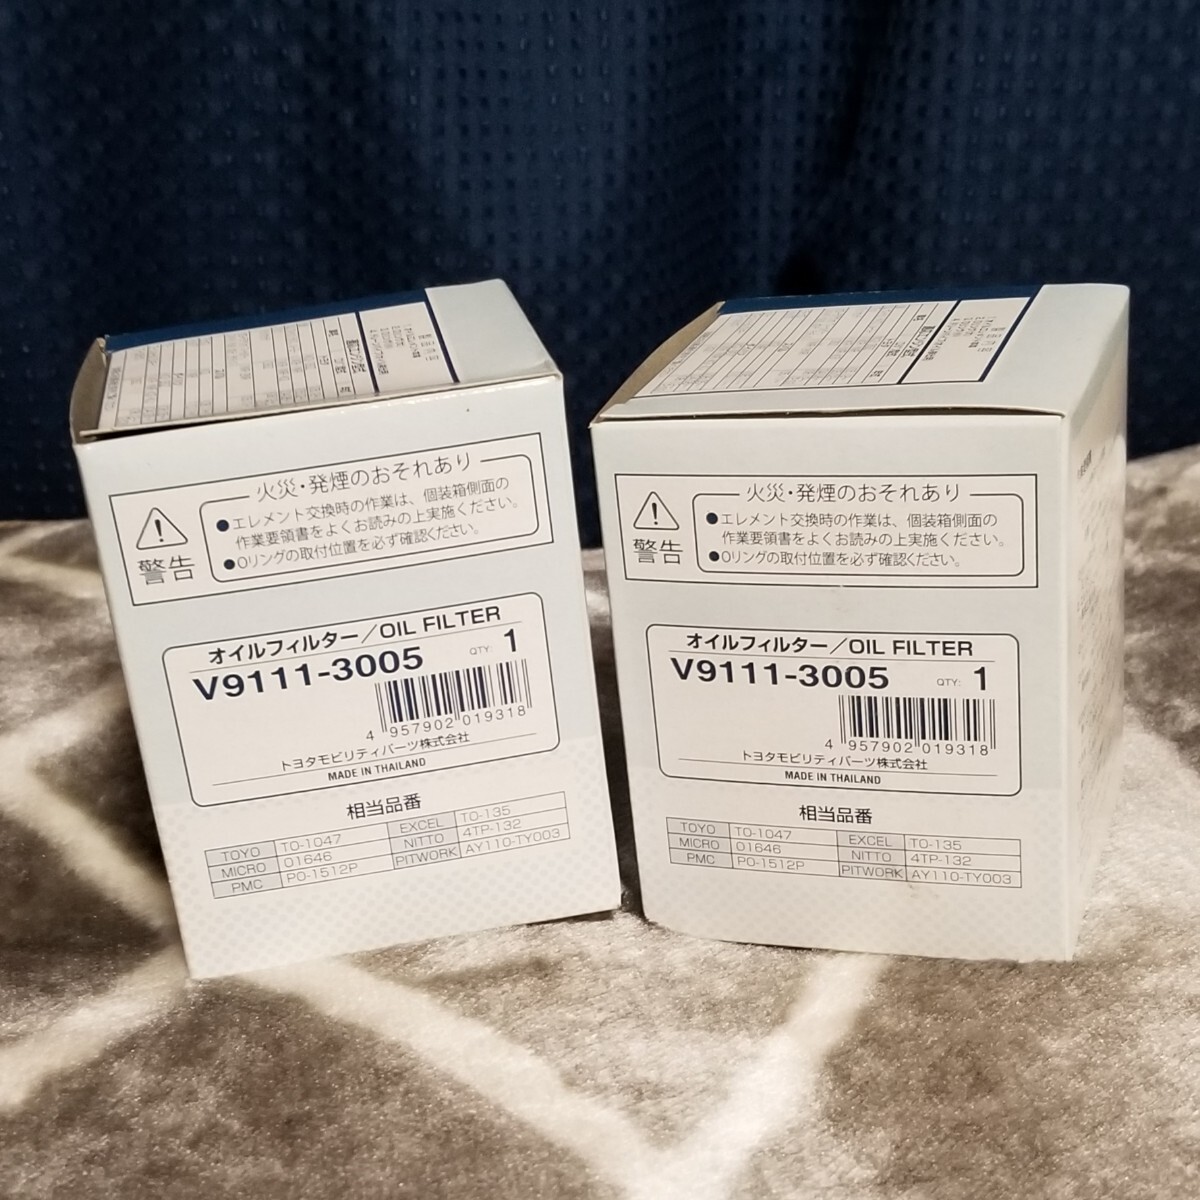 火災・発煙のおそれあり
警告
●エレメント交換時の作業は、個装箱側面の
作業要領書をよくお読みの上実施ください。
●Oリングの取付位置を必ず確認ください。
オイルフィルター/OIL FILTER
V9111-3005 QTY: 1
4 957902 019318
トヨタモビリティパーツ株式会社
MADE IN THAILAND
相当品番
TOYO TO-1047 EXCEL TO-135
MICRO 01646 NITTO 4TP-132
PMC PO-1512P PITWORK AY110-TY003
火災・発煙のおそれあり
警告
●エレメント交換時の作業は、個装箱側面の
作業要領書をよくお読みの上実施ください。
●Oリングの取付位置を必ず確認ください。
オイルフィルター/OIL FILTER
V9111-3005 QTY: 1
4 957902 019318
トヨタモビリティパーツ株式会社
MADE IN THAILAND
相当品番
TOYO TO-1047 EXCEL TO-135
MICRO 01646 NITTO 4TP-132
PMC PO-1512P PITWORK AY110-TY003